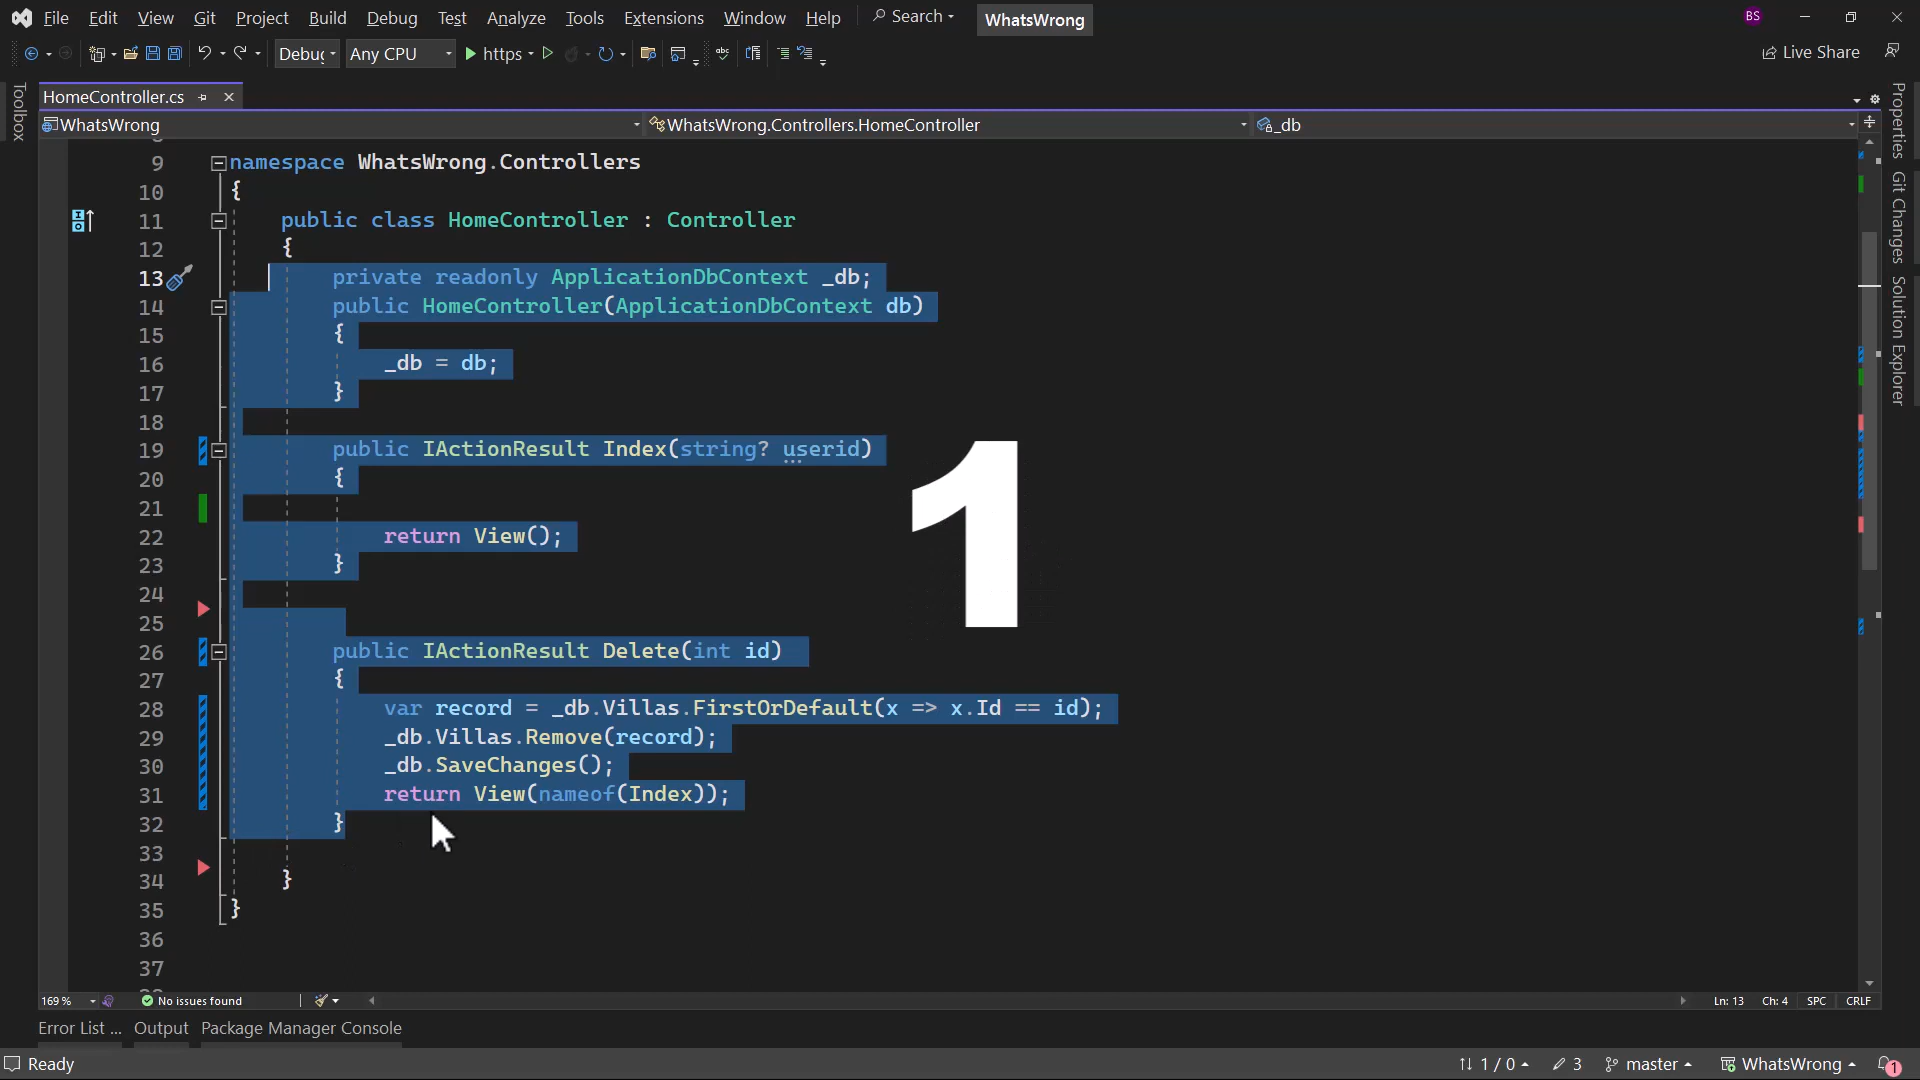 File Edit View Git Project Build Debug Test Analyze Tools Extensions Window Help Search WhatsWrong BS
Debug Any CPU https Live Share
Toolbox
HomeController.cs
WhatsWrong WhatsWrong.Controllers.HomeController _db
Properties
Git Changes
Solution Explorer
9 namespace WhatsWrong.Controllers
10 {
11 public class HomeController : Controller
12 {
13 private readonly ApplicationDbContext _db;
14 public HomeController(ApplicationDbContext db)
15 {
16 _db = db;
17 }
18
19 public IActionResult Index(string? userid)
20 {
21
22 return View();
23 }
24
25
26 public IActionResult Delete(int id)
27 {
28 var record = _db.Villas.FirstOrDefault(x => x.Id == id);
29 _db.Villas.Remove(record);
30 _db.SaveChanges();
31 return View(nameof(Index));
32 }
33
34 }
35 }
36
37
1
169 % No issues found Ln: 13 Ch: 4 SPC CRLF
Error List ... Output Package Manager Console
Ready 1 / 0 3 master WhatsWrong 1